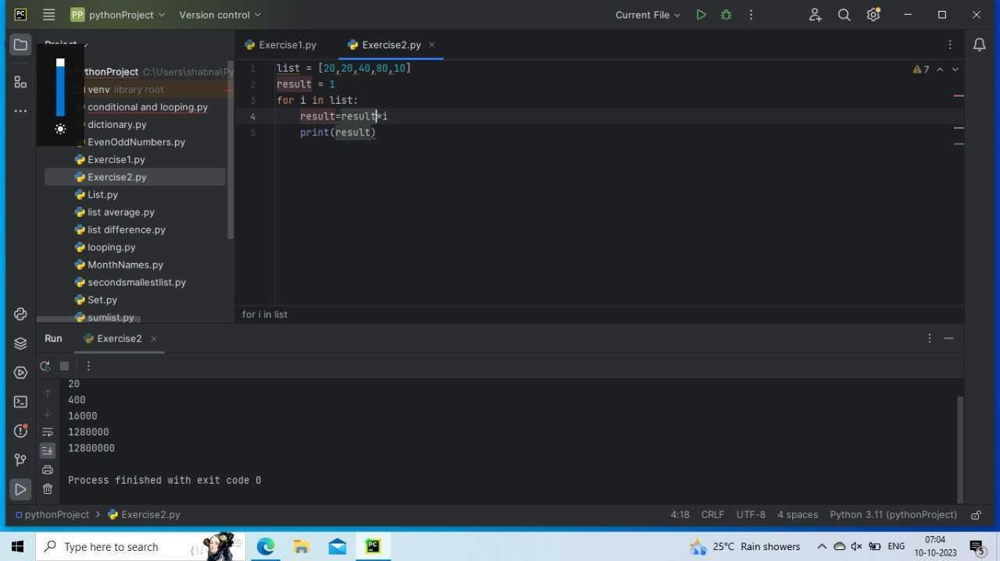 PC
PP pythonProject
Version control
Current File
Project
Exercise1.py
Exercise2.py
pythonProject C:\Users\shabna\Py
venv library root
conditional and looping.py
dictionary.py
EvenOddNumbers.py
Exercise1.py
Exercise2.py
List.py
list average.py
list difference.py
looping.py
MonthNames.py
secondsmallestlist.py
Set.py
sumlist.py
1 list = [20,20,40,80,10]
2 result = 1
3 for i in list:
4 result=result*i
5 print(result)
7
for i in list
Run Exercise2
20
400
16000
1280000
12800000
Process finished with exit code 0
pythonProject > Exercise2.py
4:18 CRLF UTF-8 4 spaces Python 3.11 (pythonProject)
Type here to search
PC
25°C Rain showers
ENG
07:04
10-10-2023
5